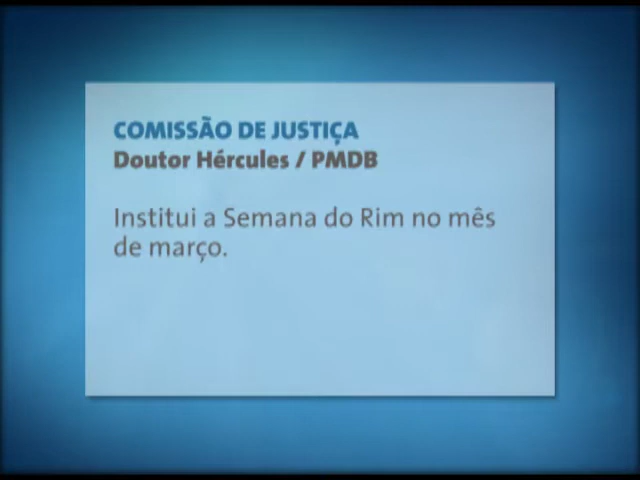 COMISSÃO DE JUSTIÇA
Doutor Hércules / PMDB
Institui a Semana do Rim no mês
de março.